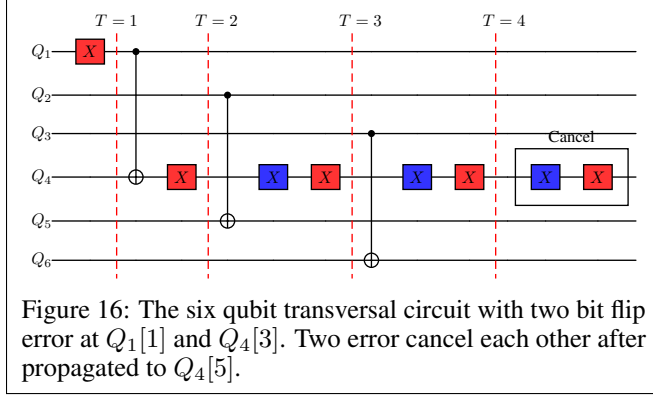 T = 1 T = 2 T = 3 T = 4
Q₁ X
Q₂
Q₃ Cancel
Q₄ X X X X X X X
Q₅
Q₆
Figure 16: The six qubit transversal circuit with two bit flip
error at Q₁[1] and Q₄[3]. Two error cancel each other after
propagated to Q₄[5].